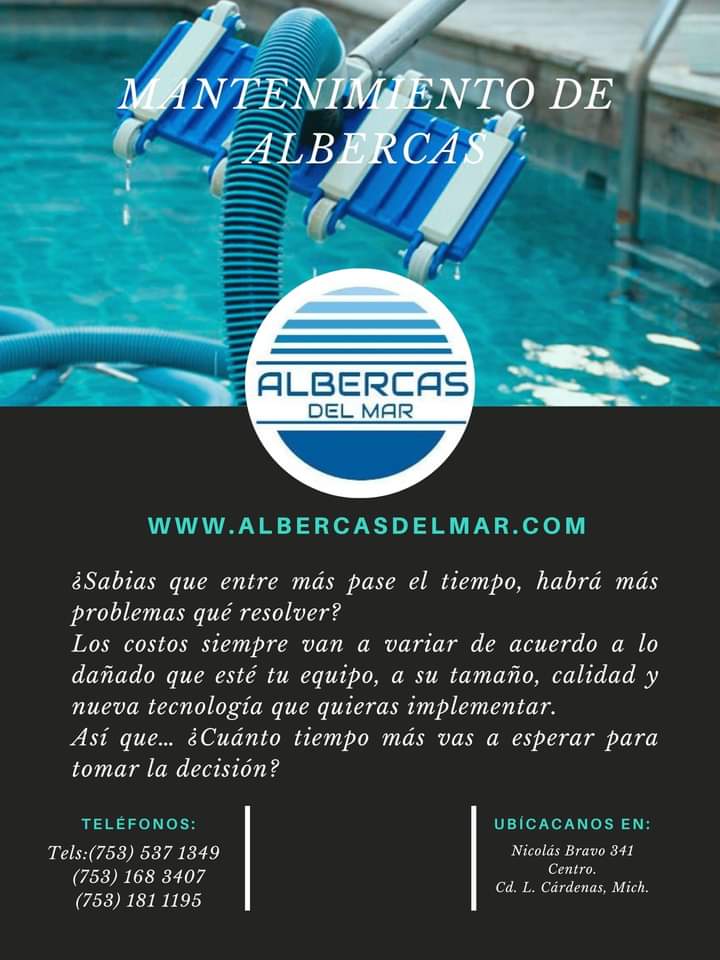 MANTENIMIENTO DE
ALBERCAS
ALBERCAS
DEL MAR
WWW.ALBERCASDELMAR.COM
¿Sabias que entre más pase el tiempo, habrá más
problemas qué resolver?
Los costos siempre van a variar de acuerdo a lo
dañado que esté tu equipo, a su tamaño, calidad y
nueva tecnología que quieras implementar.
Así que... ¿Cuánto tiempo más vas a esperar para
tomar la decisión?
TELÉFONOS:
Tels:(753) 537 1349
(753) 168 3407
(753) 181 1195
UBÍCACANOS EN:
Nicolás Bravo 341
Centro.
Cd. L. Cárdenas, Mich.